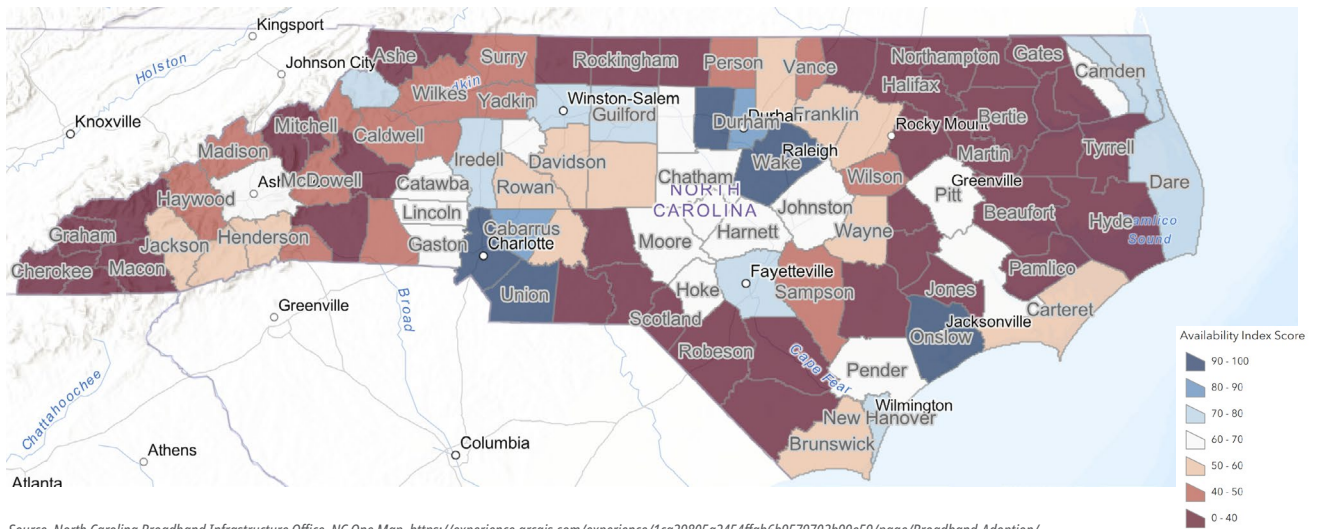 Kingsport
Johnson City
Holston
Knoxville
Ashe
Surry
Rockingham
Person
Vance
Northampton
Gates
Camden
Halifax
Wilkes
Yadkin
Winston-Salem
Guilford
Durham
Franklin
Rocky Mount
Bertie
Mitchell
Caldwell
Madison
Iredell
Davidson
Raleigh
Wake
Martin
Tyrrell
McDowell
Catawba
Rowan
Chatham
NORTH
CAROLINA
Wilson
Greenville
Pitt
Dare
Haywood
Lincoln
Johnston
Beaufort
Hyde
Pamlico
Sound
Graham
Jackson
Henderson
Gaston
Cabarrus
Charlotte
Moore
Harnett
Wayne
Cherokee
Macon
Union
Hoke
Fayetteville
Sampson
Jones
Pamlico
Carteret
Greenville
Broad
Scotland
Robeson
Onslow
Jacksonville
Cape Fear
Pender
Chattahoochee
Wilmington
New Hanover
Brunswick
Athens
Columbia
Atlanta
Availability Index Score
90 - 100
80 - 90
70 - 80
60 - 70
50 - 60
40 - 50
0 - 40